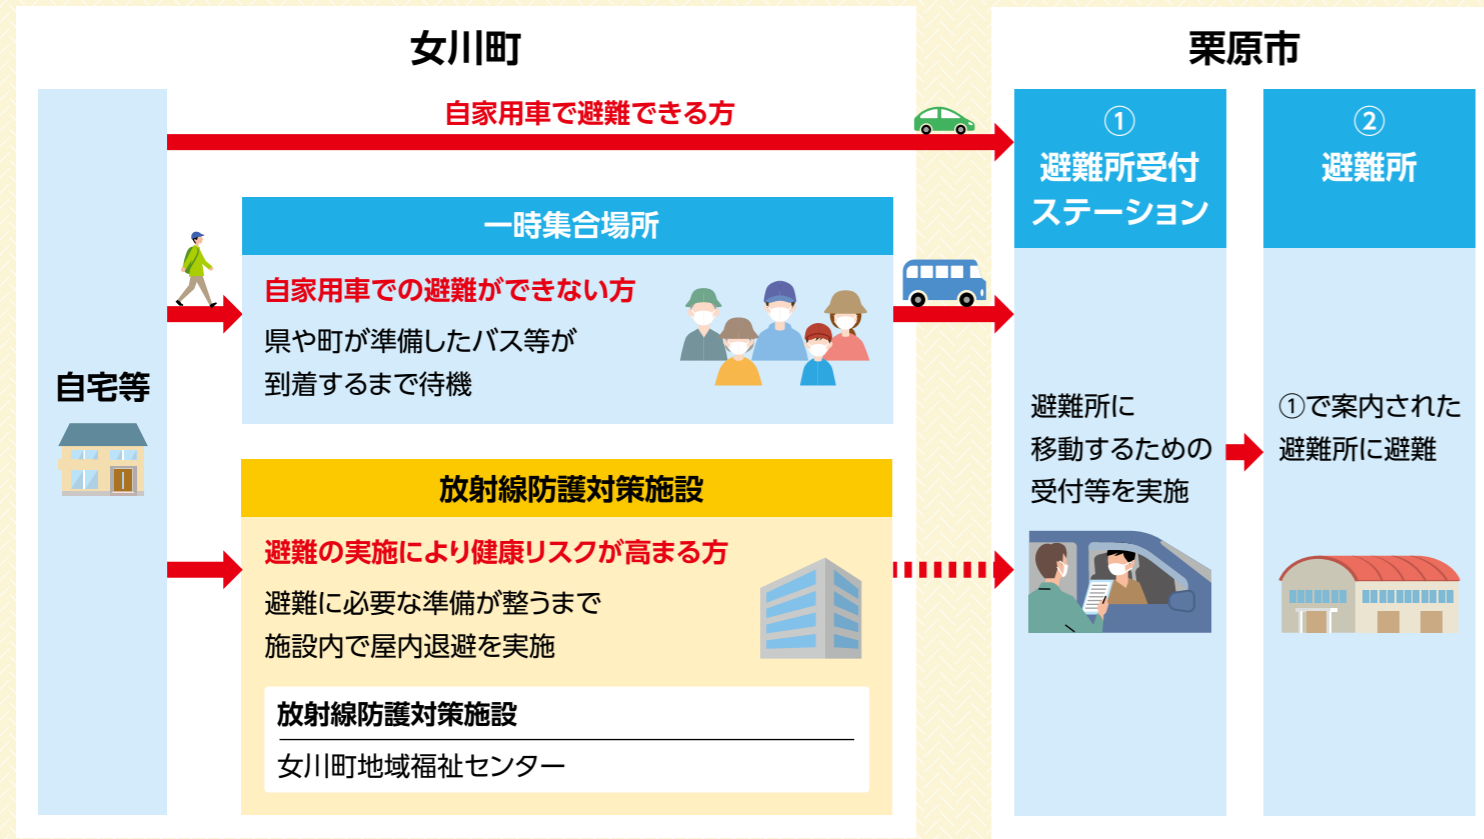 女川町
自宅等
自家用車で避難できる方
一時集合場所
自家用車での避難ができない方
県や町が準備したバス等が
到着するまで待機
放射線防護対策施設
避難の実施により健康リスクが高まる方
避難に必要な準備が整うまで
施設内で屋内退避を実施
放射線防護対策施設
女川町地域福祉センター
栗原市
①
避難所受付
ステーション
避難所に
移動するための
受付等を実施
②
避難所
①で案内された
避難所に避難